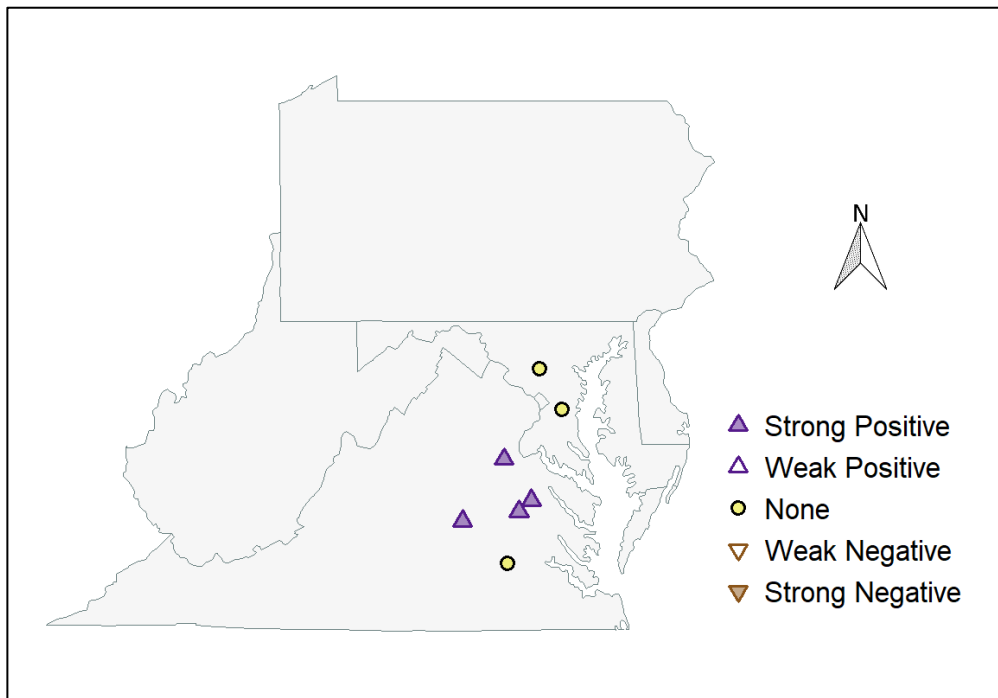 N
Strong Positive
Weak Positive
None
Weak Negative
Strong Negative